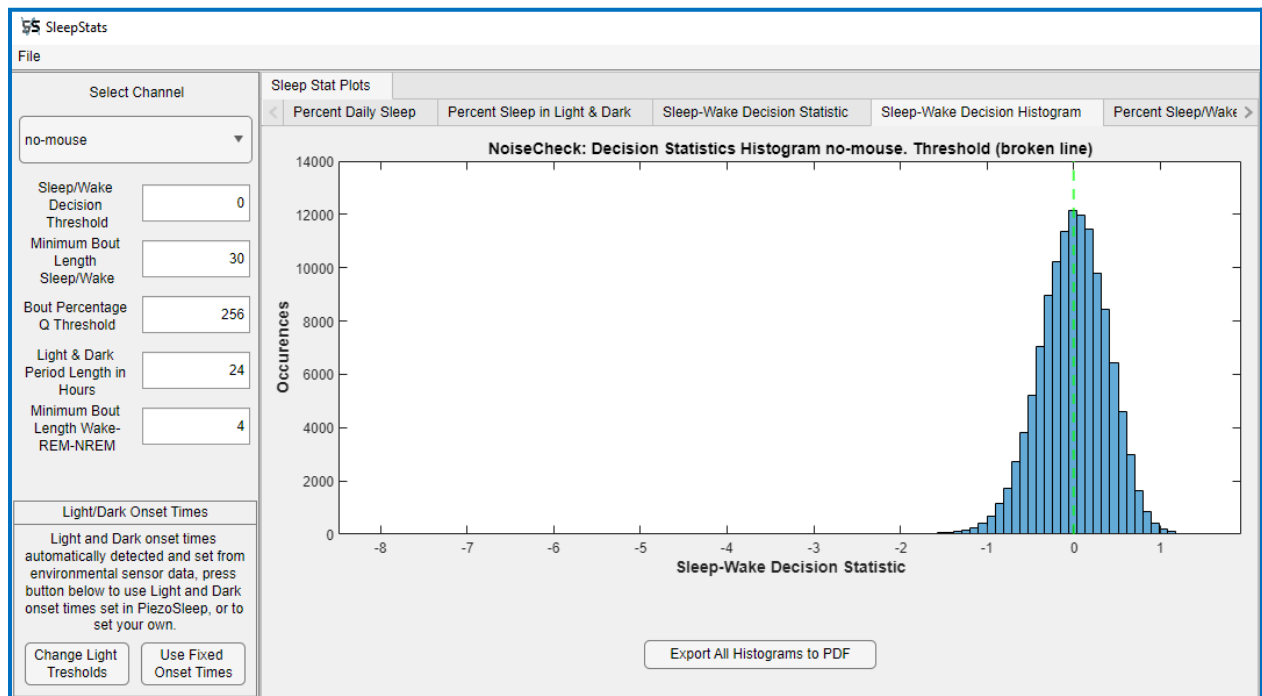 SleepStats
File
Select Channel
no-mouse
Sleep/Wake
Decision
Threshold
0
Minimum Bout
Length
Sleep/Wake
30
Bout Percentage
Q Threshold
256
Light & Dark
Period Length in
Hours
24
Minimum Bout
Length Wake-
REM-NREM
4
Light/Dark Onset Times
Light and Dark onset times
automatically detected and set from
environmental sensor data, press
button below to use Light and Dark
onset times set in PiezoSleep, or to
set your own.
Change Light
Tresholds
Use Fixed
Onset Times
Sleep Stat Plots
Percent Daily Sleep
Percent Sleep in Light & Dark
Sleep-Wake Decision Statistic
Sleep-Wake Decision Histogram
Percent Sleep/Wake
NoiseCheck: Decision Statistics Histogram no-mouse. Threshold (broken line)
Occurences
14000
12000
10000
8000
6000
4000
2000
0
-8 -7 -6 -5 -4 -3 -2 -1 0 1
Sleep-Wake Decision Statistic
Export All Histograms to PDF